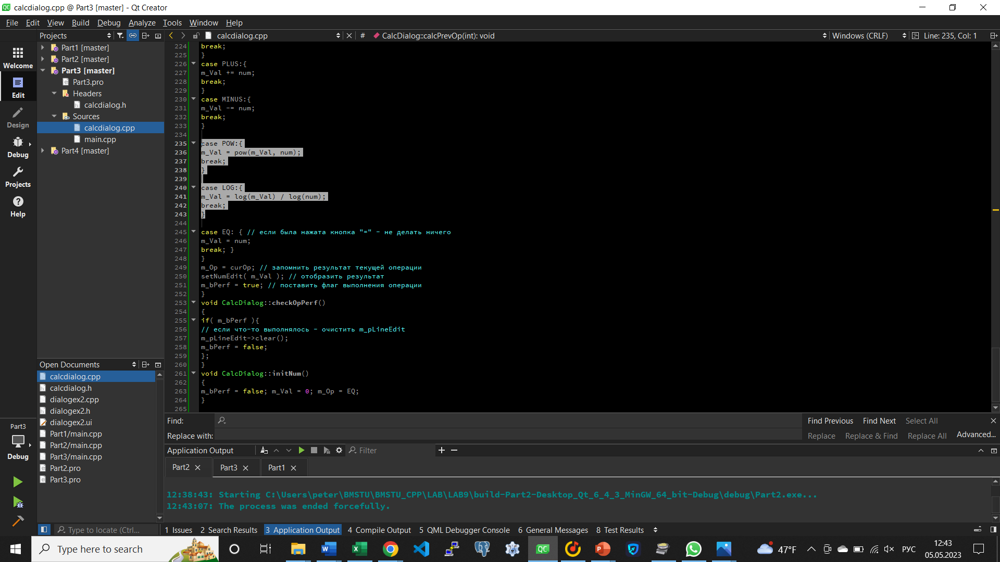 calcdialog.cpp @ Part3 [master] - Qt Creator
File Edit View Build Debug Analyze Tools Window Help
Projects
calcdialog.cpp
# CalcDialog::calcPrevOp(int): void
Windows (CRLF)
Line: 235, Col: 1
Welcome
Edit
Design
Debug
Projects
Help
Part1 [master]
Part2 [master]
Part3 [master]
Part3.pro
Headers
calcdialog.h
Sources
calcdialog.cpp
main.cpp
Part4 [master]
224 break;
225 }
226 case PLUS:{
227 m_Val += num;
228 break;
229 }
230 case MINUS:{
231 m_Val -= num;
232 break;
233 }
234
235 case POW:{
236 m_Val = pow(m_Val, num);
237 break;
238 }
239
240 case LOG:{
241 m_Val = log(m_Val) / log(num);
242 break;
243 }
244
245 case EQ: { // если была нажата кнопка "=" - не делать ничего
246 m_Val = num;
247 break; }
248 }
249 m_Op = curOp; // запомнить результат текущей операции
250 setNumEdit( m_Val ); // отобразить результат
251 m_bPerf = true; // поставить флаг выполнения операции
252 }
253 void CalcDialog::checkOpPerf()
254 {
255 if( m_bPerf ){
256 // если что-то выполнялось - очистить m_pLineEdit
257 m_pLineEdit->clear();
258 m_bPerf = false;
259 };
260 }
261 void CalcDialog::initNum()
262 {
263 m_bPerf = false; m_Val = 0; m_Op = EQ;
264 }
265
Open Documents
calcdialog.cpp
calcdialog.h
dialogex2.cpp
dialogex2.h
dialogex2.ui
Part1/main.cpp
Part2/main.cpp
Part3/main.cpp
Part2.pro
Part3.pro
Part3
Debug
Find:
Find Previous Find Next Select All
Replace with:
Replace Replace & Find Replace All Advanced...
Application Output
Filter
Part2 Part3 Part1
12:38:43: Starting C:\Users\peter\BMSTU\BMSTU_CPP\LAB\LAB9\build-Part2-Desktop_Qt_6_4_3_MinGW_64_bit-Debug\debug\Part2.exe...
12:43:07: The process was ended forcefully.
Type to locate (Ctrl...
1 Issues 2 Search Results 3 Application Output 4 Compile Output 5 QML Debugger Console 6 General Messages 8 Test Results
Type here to search
47°F
РУС
12:43
05.05.2023